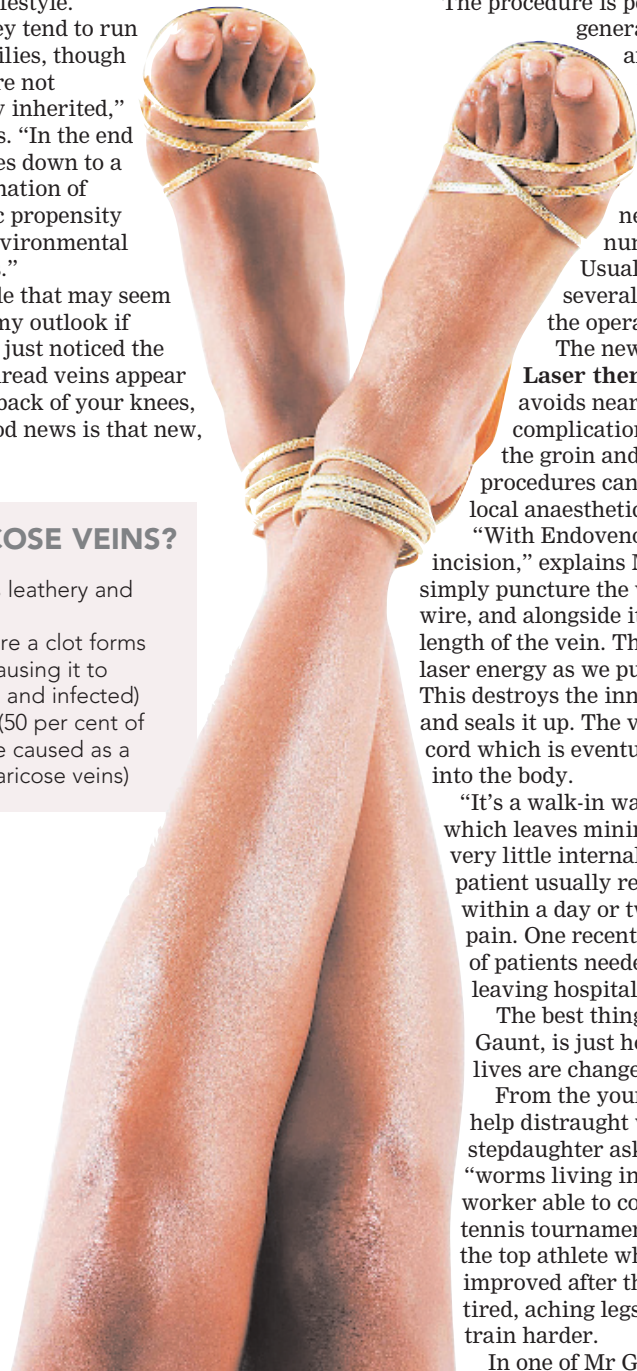 lifestyle.
ey tend to run
ilies, though
re not
y inherited,”
s. “In the end
es down to a
nation of
c propensity
vironmental
s.”
le that may seem
my outlook if
just noticed the
read veins appear
back of your knees,
od news is that new,
COSE VEINS?
leathery and
re a clot forms
ausing it to
and infected)
(50 per cent of
e caused as a
aricose veins)
The procedure is pe
genera
an
ne
num
Usual
several
the opera
The new
Laser ther
avoids near
complication
the groin and
procedures can
local anaesthetic
“With Endoveno
incision,” explains M
simply puncture the v
wire, and alongside it
length of the vein. Th
laser energy as we pu
This destroys the inn
and seals it up. The v
cord which is eventu
into the body.
“It’s a walk-in wa
which leaves minin
very little internal
patient usually re
within a day or tw
pain. One recent
of patients neede
leaving hospital
The best thing
Gaunt, is just ho
lives are change
From the your
help distraught w
stepdaughter ask
“worms living in
worker able to co
tennis tournamer
the top athlete wh
improved after th
tired, aching legs
train harder.
In one of Mr G